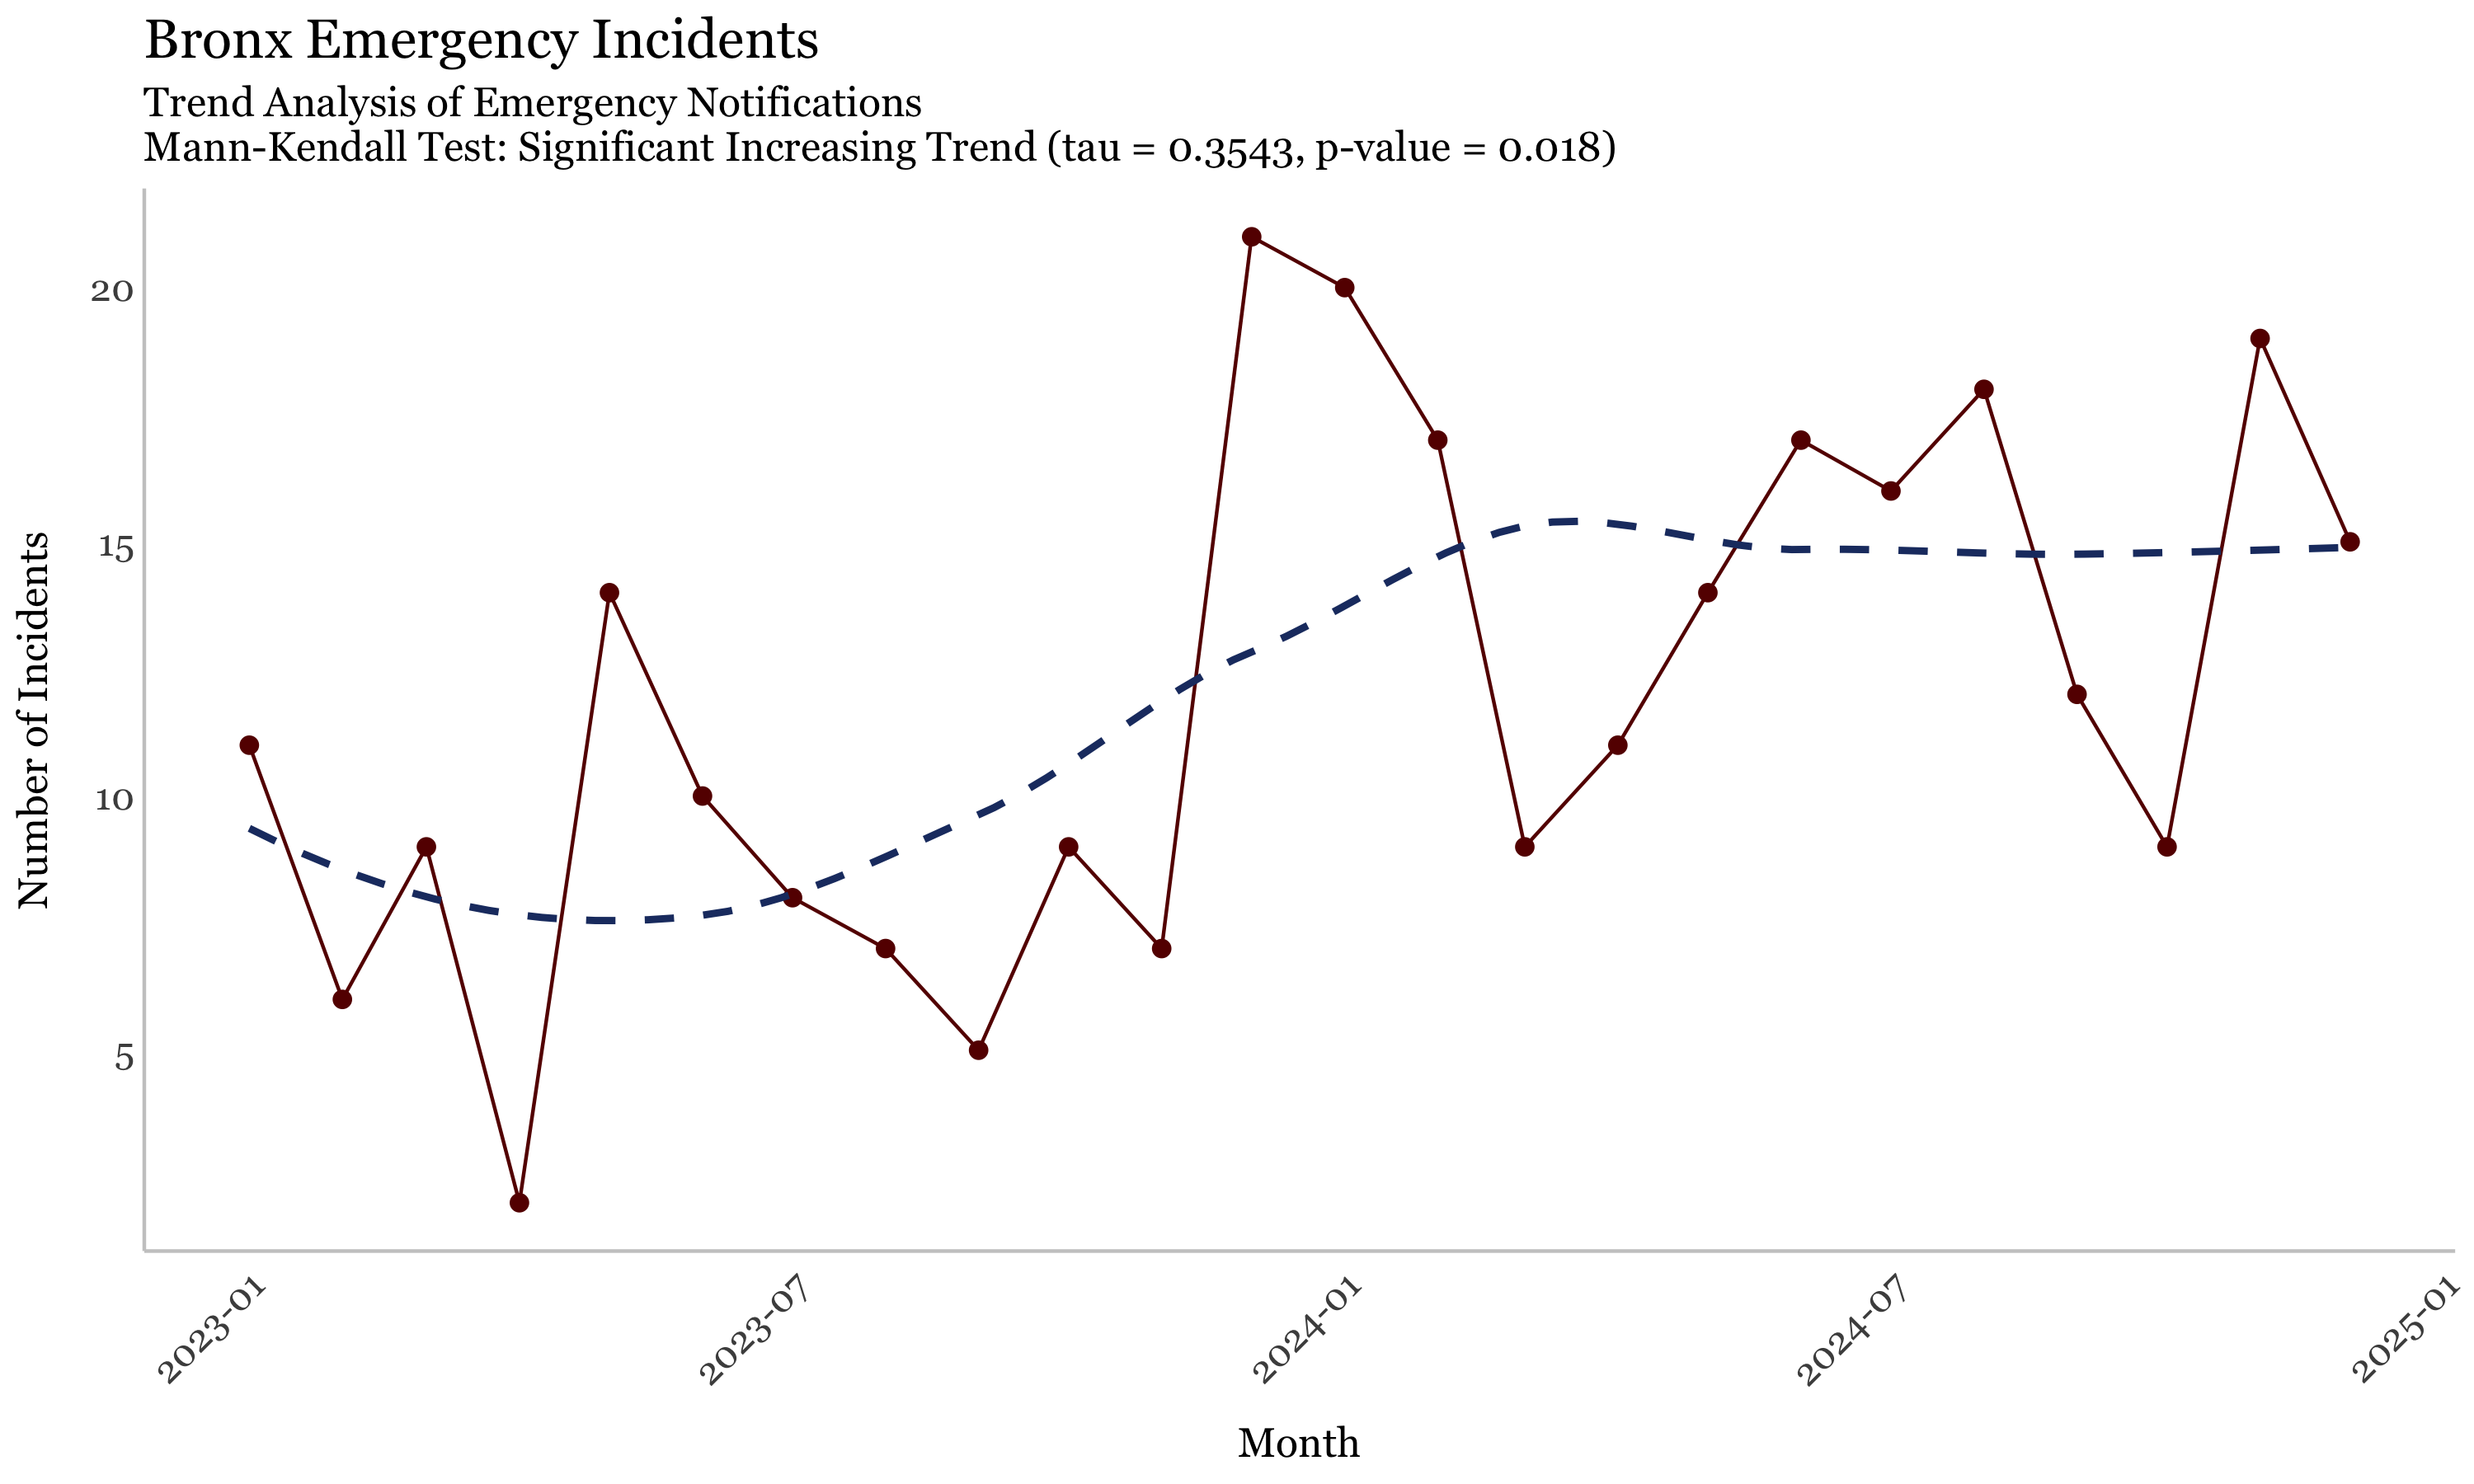 Bronx Emergency Incidents
Trend Analysis of Emergency Notifications
Mann-Kendall Test: Significant Increasing Trend (tau = 0.3543, p-value = 0.018)
Number of Incidents
20
15
10
5
2023-01
2023-07
2024-01
2024-07
2025-01
Month